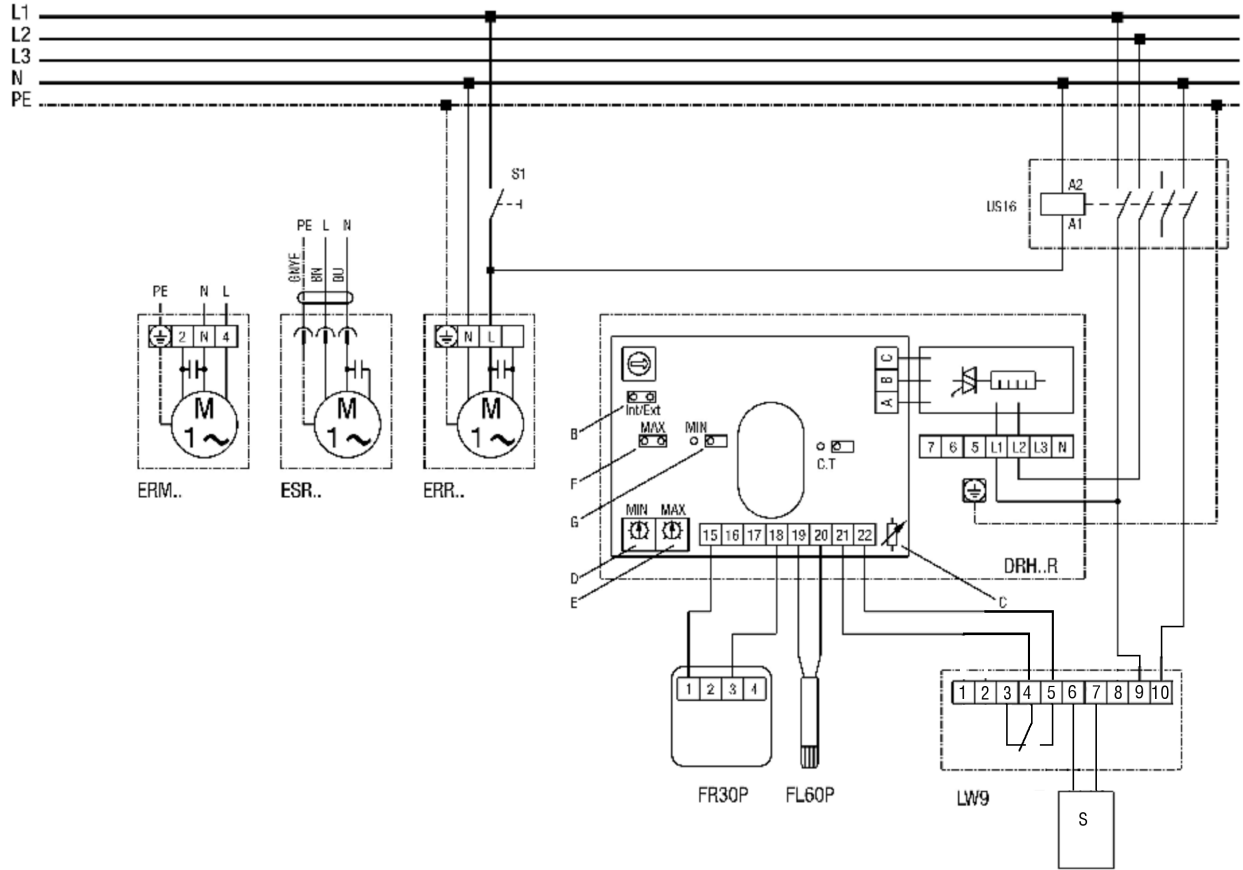 L1
L2
L3
N
PE
S1
A2
US16
A1
PE L N
GNYE
BN
BU
PE N L
2 N 4
N L
M
1~
M
1~
M
1~
ERM..
ESR..
ERR..
Int/Ext
B
MAX MIN
F
C.T
G
MIN MAX
D
E
15 16 17 18 19 20 21 22
C
B
A
7 6 5 L1 L2 L3 N
DRH..R
C
1 2 3 4
FR30P
FL60P
1 2 3 4 5 6 7 8 9 10
LW9
S